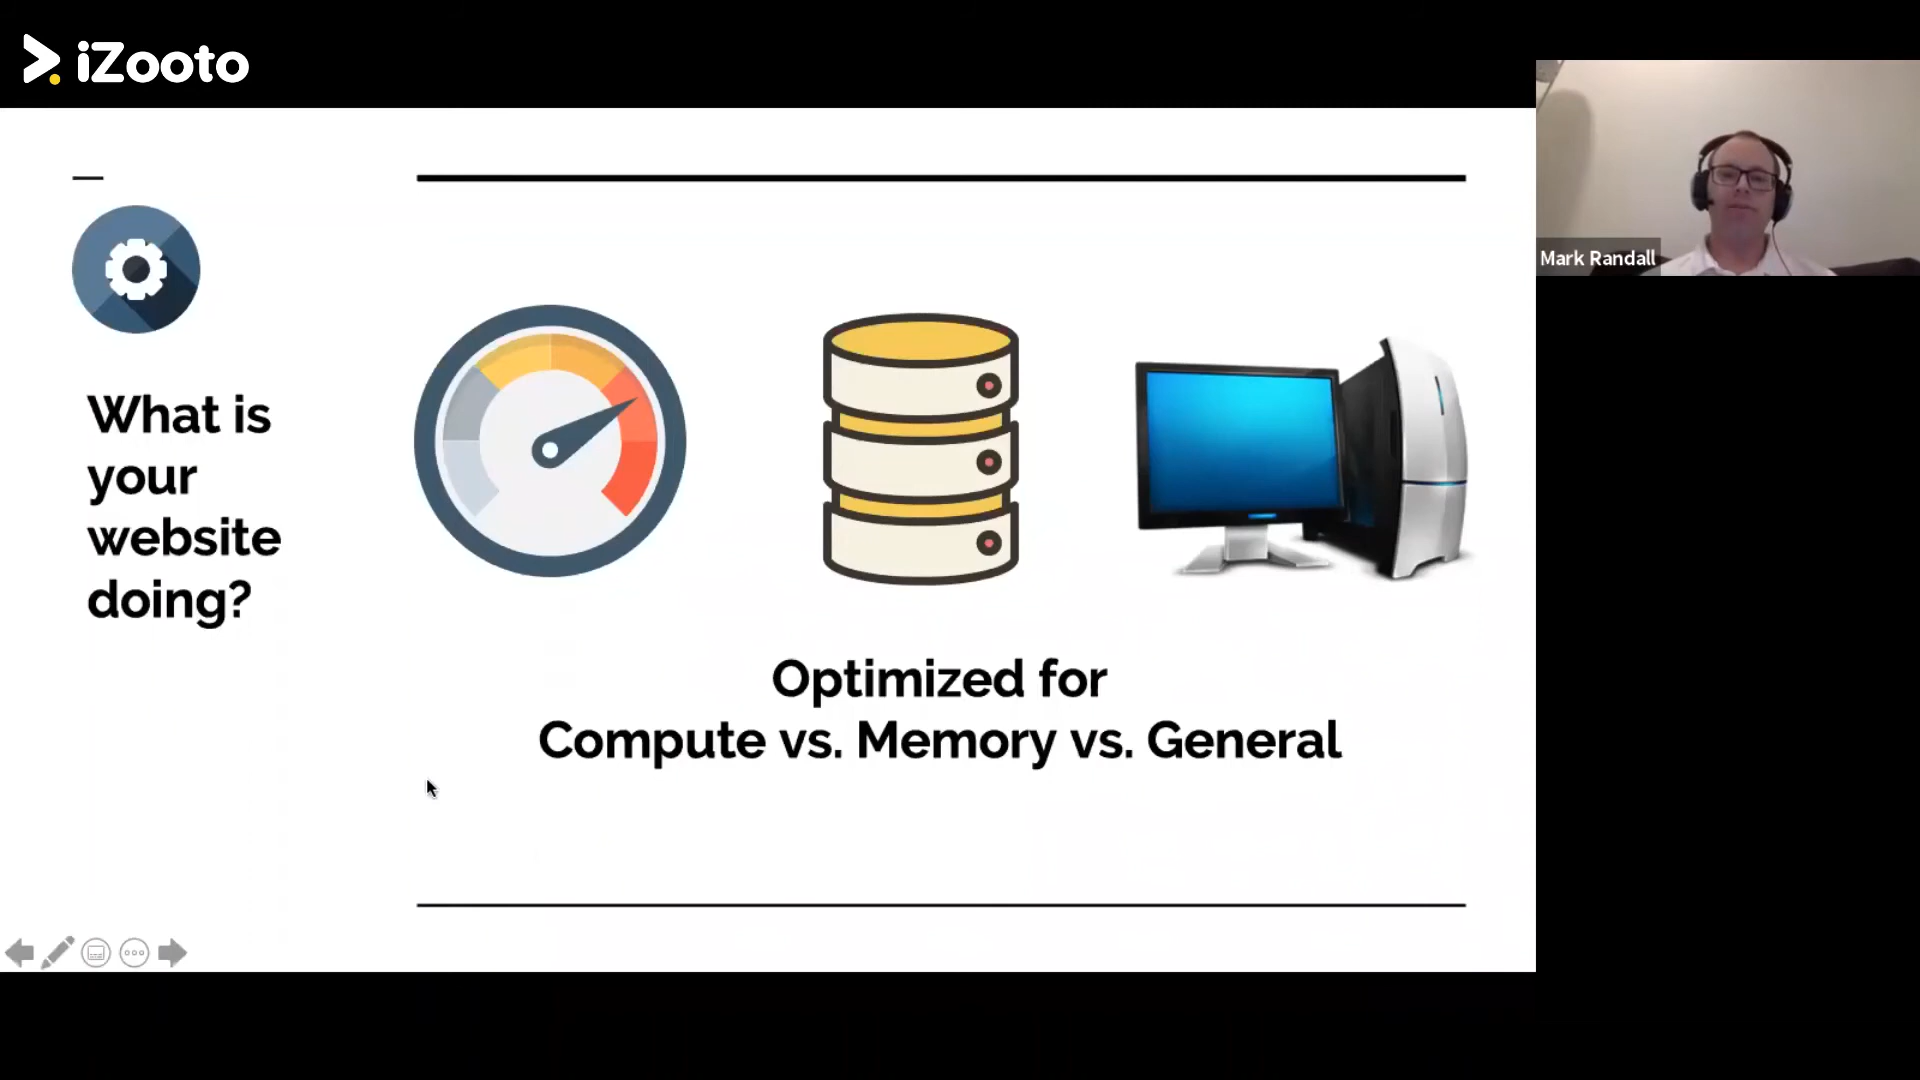 iZooto
Mark Randall
What is
your
website
doing?
Optimized for
Compute vs. Memory vs. General